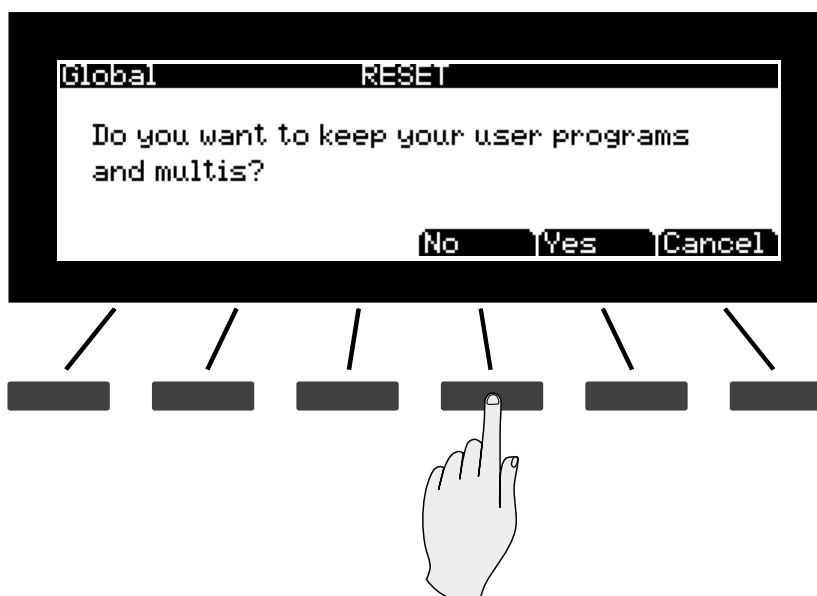 Global RESET
Do you want to keep your user programs
and multis?
No Yes Cancel